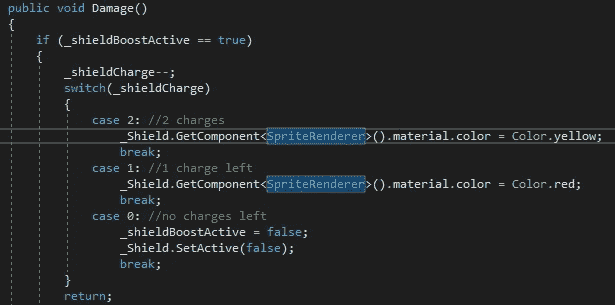 public void Damage()
{
if (_shieldBoostActive == true)
{
_shieldCharge--;
switch(_shieldCharge)
{
case 2: //2 charges
_Shield.GetComponent<SpriteRenderer>().material.color = Color.yellow;
break;
case 1: //1 charge left
_Shield.GetComponent<SpriteRenderer>().material.color = Color.red;
break;
case 0: //no charges left
_shieldBoostActive = false;
_Shield.SetActive(false);
break;
}
return;